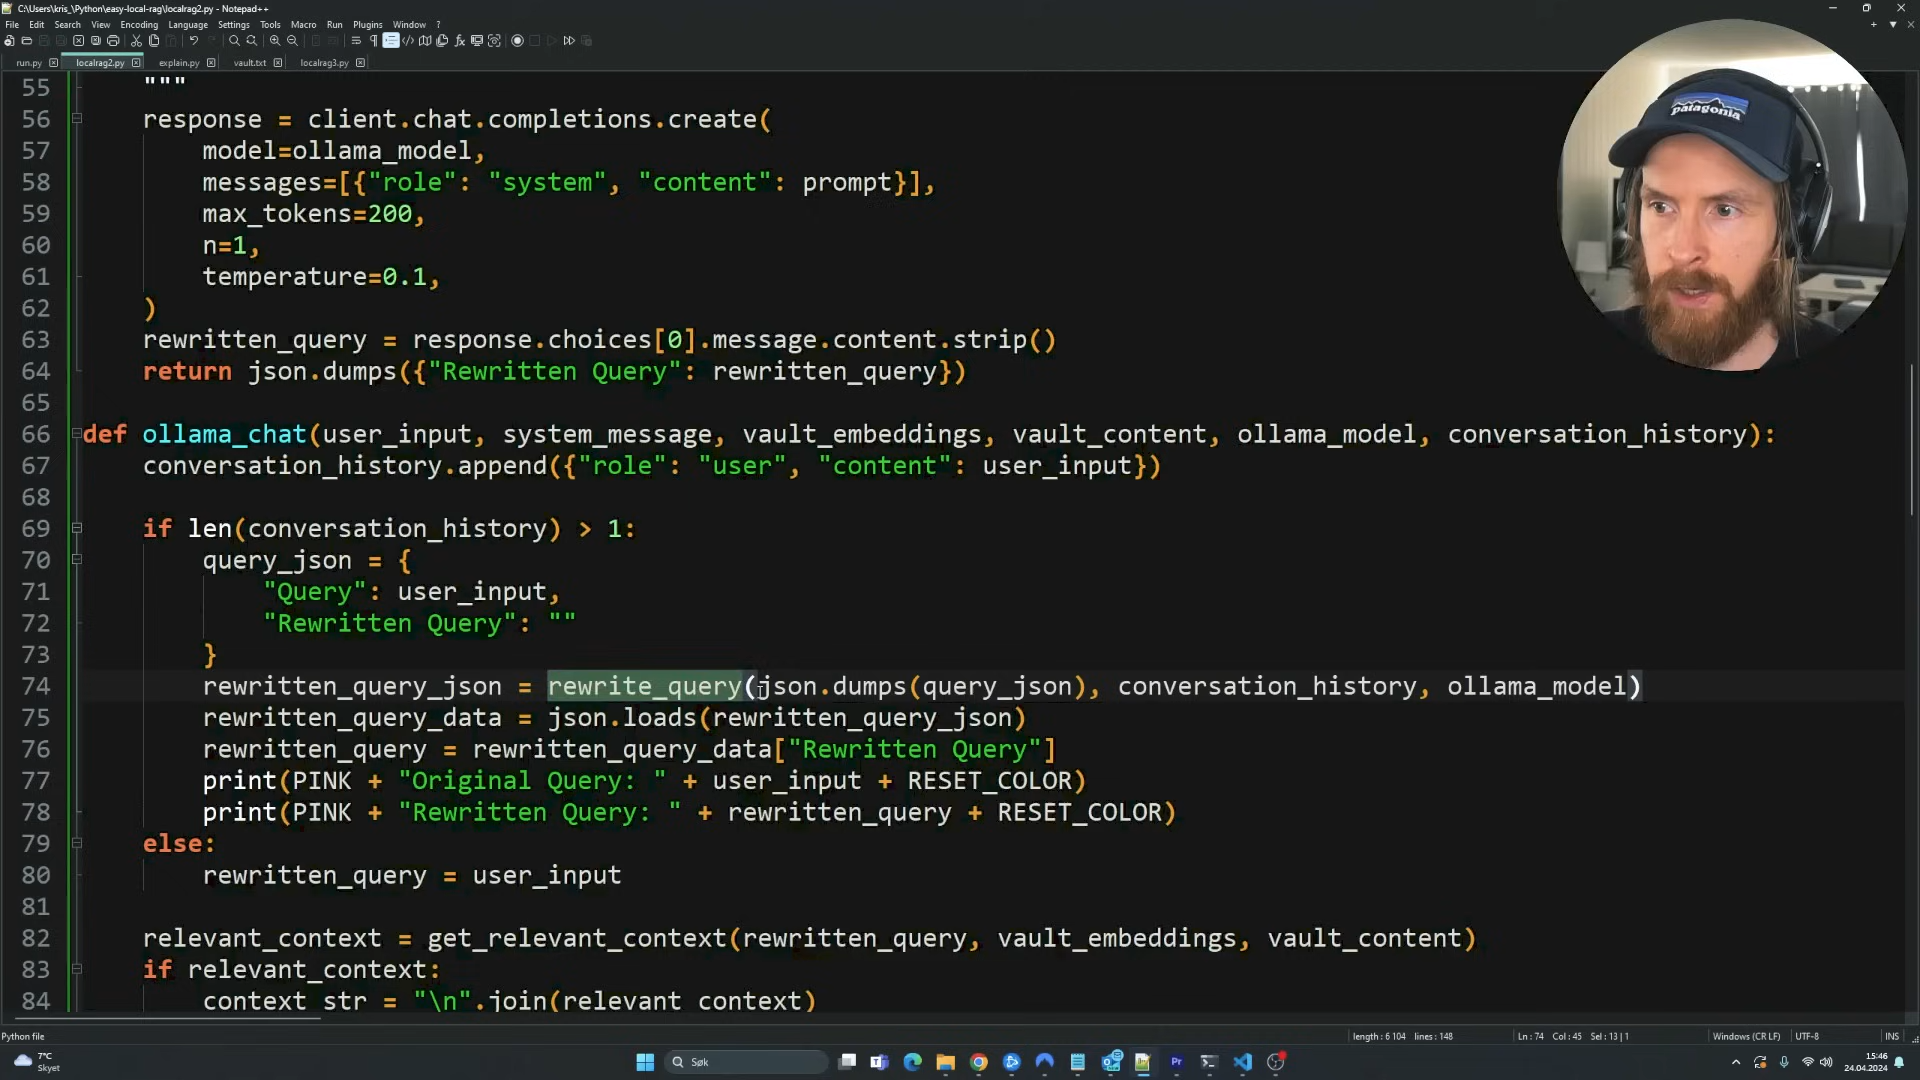 C:\Users\kris_\Python\easy-local-rag\localrag2.py - Notepad++
File Edit Search View Encoding Language Settings Tools Macro Run Plugins Window ?
run.py localrag2.py explain.py vault.txt localrag3.py
55 """
56 response = client.chat.completions.create(
57 model=ollama_model,
58 messages=[{"role": "system", "content": prompt}],
59 max_tokens=200,
60 n=1,
61 temperature=0.1,
62 )
63 rewritten_query = response.choices[0].message.content.strip()
64 return json.dumps({"Rewritten Query": rewritten_query})
65
66 def ollama_chat(user_input, system_message, vault_embeddings, vault_content, ollama_model, conversation_history):
67 conversation_history.append({"role": "user", "content": user_input})
68
69 if len(conversation_history) > 1:
70 query_json = {
71 "Query": user_input,
72 "Rewritten Query": ""
73 }
74 rewritten_query_json = rewrite_query(json.dumps(query_json), conversation_history, ollama_model)
75 rewritten_query_data = json.loads(rewritten_query_json)
76 rewritten_query = rewritten_query_data["Rewritten Query"]
77 print(PINK + "Original Query: " + user_input + RESET_COLOR)
78 print(PINK + "Rewritten Query: " + rewritten_query + RESET_COLOR)
79 else:
80 rewritten_query = user_input
81
82 relevant_context = get_relevant_context(rewritten_query, vault_embeddings, vault_content)
83 if relevant_context:
84 context_str = "\n".join(relevant_context)
patagonia
Python file length : 6 104 lines : 148 Ln : 74 Col : 45 Sel : 13 | 1 Windows (CR LF) UTF-8 INS
7°C
Skyet
Søk
15:46
24.04.2024